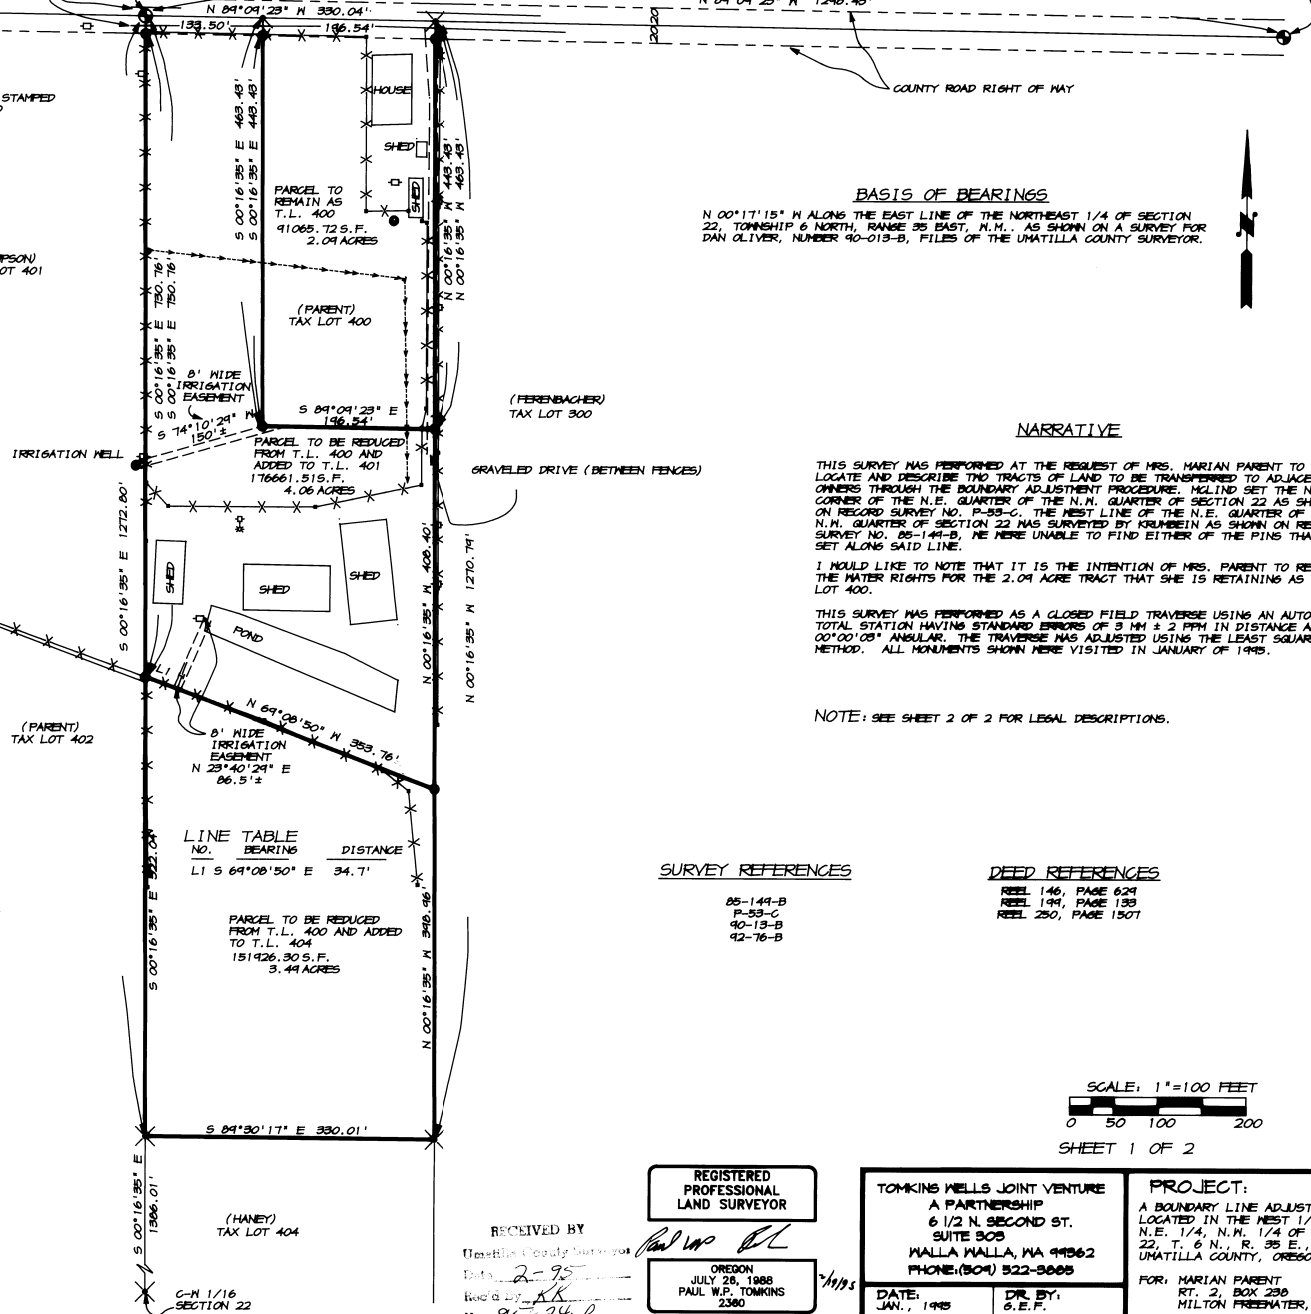 N 89°09'23" W 330.04'
133.50'
196.54'
2020
COUNTY ROAD RIGHT OF WAY
STAMPED
HOUSE
SHED
SHED
S 00°16'35" E 463.43'
S 00°16'35" E 448.43'
N 00°16'35" W 448.43'
N 00°16'35" W 463.43'
PARCEL TO
REMAIN AS
T.L. 400
91065.72 S.F.
2.09 ACRES
BASIS OF BEARINGS
N 00°17'15" W ALONG THE EAST LINE OF THE NORTHEAST 1/4 OF SECTION
22, TOWNSHIP 6 NORTH, RANGE 35 EAST, W.M.. AS SHOWN ON A SURVEY FOR
DAN OLIVER, NUMBER 90-013-B, FILES OF THE UMATILLA COUNTY SURVEYOR.
N
OT 401
S 00°16'35" E 730.76'
S 00°16'35" E 750.76'
(PARENT)
TAX LOT 400
8' WIDE
IRRIGATION
EASEMENT
S 74°10'29" W
150'±
S 89°09'23" E
196.54'
(FERENBACHER)
TAX LOT 300
IRRIGATION WELL
PARCEL TO BE REDUCED
FROM T.L. 400 AND
ADDED TO T.L. 401
176661.51 S.F.
4.06 ACRES
GRAVELED DRIVE (BETWEEN FENCES)
NARRATIVE
THIS SURVEY WAS PERFORMED AT THE REQUEST OF MRS. MARIAN PARENT TO
LOCATE AND DESCRIBE TWO TRACTS OF LAND TO BE TRANSFERRED TO ADJACE
OWNERS THROUGH THE BOUNDARY ADJUSTMENT PROCEDURE. MCLIND SET THE N
CORNER OF THE N.E. QUARTER OF THE N.W. QUARTER OF SECTION 22 AS SH
ON RECORD SURVEY NO. P-53-C. THE WEST LINE OF THE N.E. QUARTER OF
N.W. QUARTER OF SECTION 22 WAS SURVEYED BY KRUMBEIN AS SHOWN ON RE
SURVEY NO. 85-149-B, WE WERE UNABLE TO FIND EITHER OF THE PINS THA
SET ALONG SAID LINE.
I WOULD LIKE TO NOTE THAT IT IS THE INTENTION OF MRS. PARENT TO RE
THE WATER RIGHTS FOR THE 2.09 ACRE TRACT THAT SHE IS RETAINING AS
LOT 400.
THIS SURVEY WAS PERFORMED AS A CLOSED FIELD TRAVERSE USING AN AUTO
TOTAL STATION HAVING STANDARD ERRORS OF 3 MM ± 2 PPM IN DISTANCE A
00°00'03" ANGULAR. THE TRAVERSE WAS ADJUSTED USING THE LEAST SQUAR
METHOD. ALL MONUMENTS SHOWN WERE VISITED IN JANUARY OF 1995.
NOTE: SEE SHEET 2 OF 2 FOR LEGAL DESCRIPTIONS.
S 00°16'35" E 1272.80'
N 00°16'35" W 408.40'
N 00°16'35" W 1270.79'
SHED
SHED
SHED
POND
L1
N 69°08'50" W 353.76'
(PARENT)
TAX LOT 402
8' WIDE
IRRIGATION
EASEMENT
N 23°40'29" E
86.5'±
LINE TABLE
NO. BEARING DISTANCE
L1 S 69°08'50" E 34.7'
PARCEL TO BE REDUCED
FROM T.L. 400 AND ADDED
TO T.L. 404
151926.30 S.F.
3.49 ACRES
S 00°16'35" E 522.04'
N 00°16'35" W 398.96'
SURVEY REFERENCES
85-149-B
P-53-C
90-13-B
92-76-B
DEED REFERENCES
REEL 146, PAGE 629
REEL 199, PAGE 133
REEL 250, PAGE 1507
S 89°30'17" E 330.01'
S 00°16'35" E
1386.01'
(HANEY)
TAX LOT 404
C-W 1/16
SECTION 22
SCALE: 1"=100 FEET
0 50 100 200
SHEET 1 OF 2
RECEIVED BY
Umatilla County Surveyor
Date 2-95
Rec'd By KK
REGISTERED
PROFESSIONAL
LAND SURVEYOR
OREGON
JULY 26, 1988
PAUL W.P. TOMKINS
2360
TOMKINS WELLS JOINT VENTURE
A PARTNERSHIP
6 1/2 N. SECOND ST.
SUITE 303
WALLA WALLA, WA 99362
PHONE:(509) 522-3885
DATE:
JAN., 1995
DR. BY:
G.E.F.
PROJECT:
A BOUNDARY LINE ADJUST
LOCATED IN THE WEST 1/
N.E. 1/4, N.W. 1/4 OF
22, T. 6 N., R. 35 E.,
UMATILLA COUNTY, OREGO
FOR: MARIAN PARENT
RT. 2, BOX 238
MILTON FREEWATER,